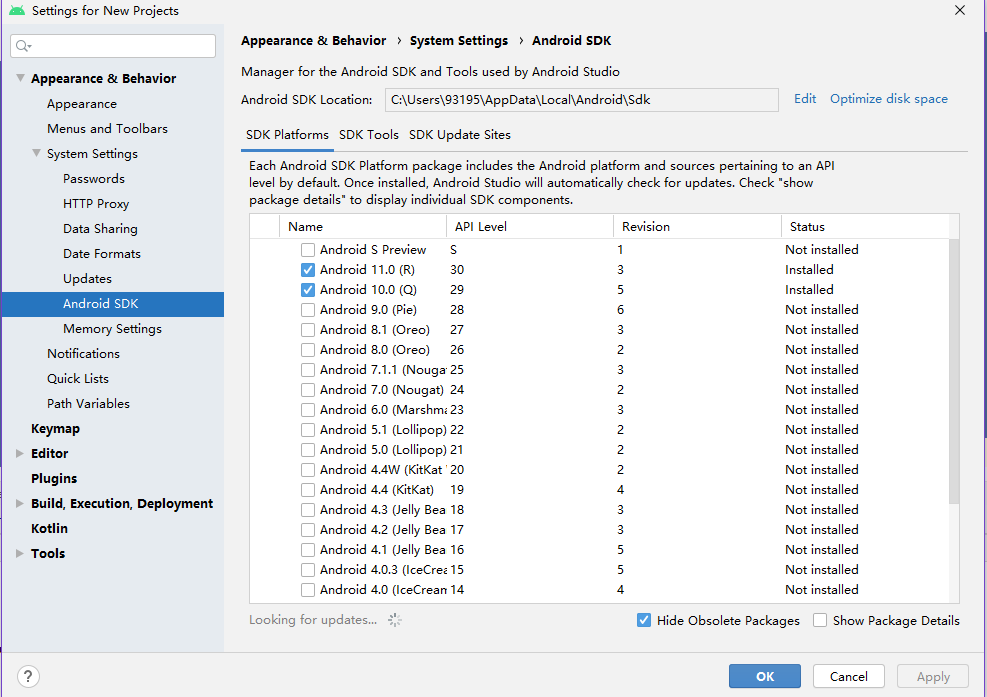 Settings for New Projects
Appearance & Behavior
Appearance
Menus and Toolbars
System Settings
Passwords
HTTP Proxy
Data Sharing
Date Formats
Updates
Android SDK
Memory Settings
Notifications
Quick Lists
Path Variables
Keymap
Editor
Plugins
Build, Execution, Deployment
Kotlin
Tools
Appearance & Behavior › System Settings › Android SDK
Manager for the Android SDK and Tools used by Android Studio
Android SDK Location: C:\Users\93195\AppData\Local\Android\Sdk Edit Optimize disk space
SDK Platforms SDK Tools SDK Update Sites
Each Android SDK Platform package includes the Android platform and sources pertaining to an API
level by default. Once installed, Android Studio will automatically check for updates. Check "show
package details" to display individual SDK components.
Name API Level Revision Status
Android S Preview S 1 Not installed
Android 11.0 (R) 30 3 Installed
Android 10.0 (Q) 29 5 Installed
Android 9.0 (Pie) 28 6 Not installed
Android 8.1 (Oreo) 27 3 Not installed
Android 8.0 (Oreo) 26 2 Not installed
Android 7.1.1 (Nouga 25 3 Not installed
Android 7.0 (Nougat) 24 2 Not installed
Android 6.0 (Marshma 23 3 Not installed
Android 5.1 (Lollipop) 22 2 Not installed
Android 5.0 (Lollipop) 21 2 Not installed
Android 4.4W (KitKat 20 2 Not installed
Android 4.4 (KitKat) 19 4 Not installed
Android 4.3 (Jelly Bea 18 3 Not installed
Android 4.2 (Jelly Bea 17 3 Not installed
Android 4.1 (Jelly Bea 16 5 Not installed
Android 4.0.3 (IceCrea 15 5 Not installed
Android 4.0 (IceCream 14 4 Not installed
Looking for updates... Hide Obsolete Packages Show Package Details
? OK Cancel Apply